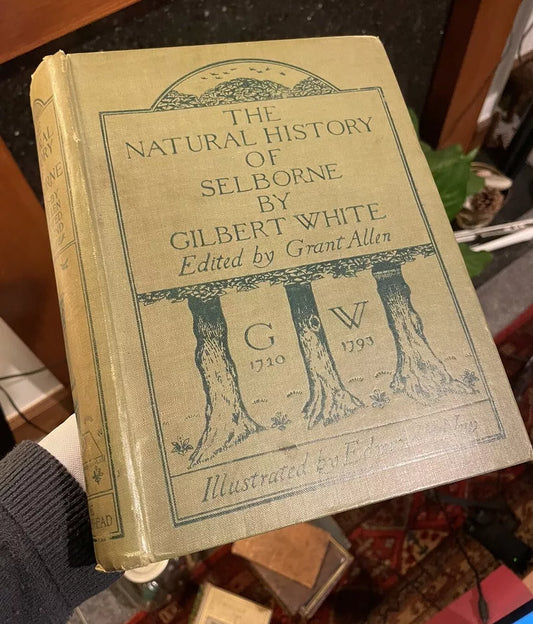 THE
NATURAL HISTORY
OF
SELBORNE
BY
GILBERT WHITE
Edited by Grant Allen
G W
1720 1793
Illustrated by